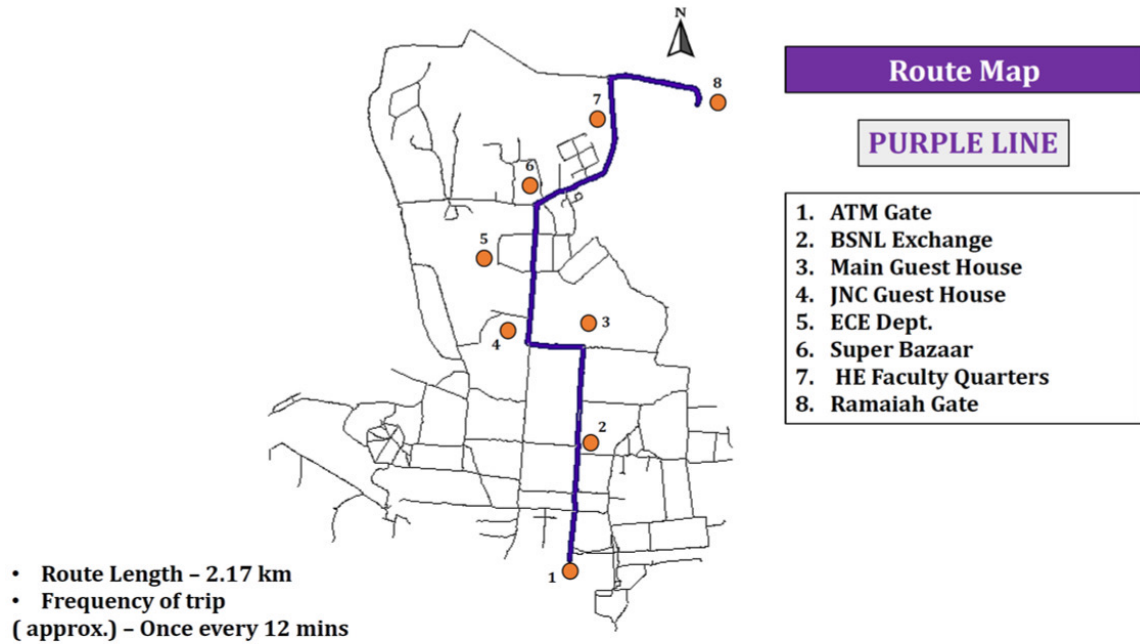 N
Route Map
PURPLE LINE
1. ATM Gate
2. BSNL Exchange
3. Main Guest House
4. JNC Guest House
5. ECE Dept.
6. Super Bazaar
7. HE Faculty Quarters
8. Ramaiah Gate
8
7
6
5
3
4
2
1
• Route Length – 2.17 km
• Frequency of trip
( approx.) – Once every 12 mins